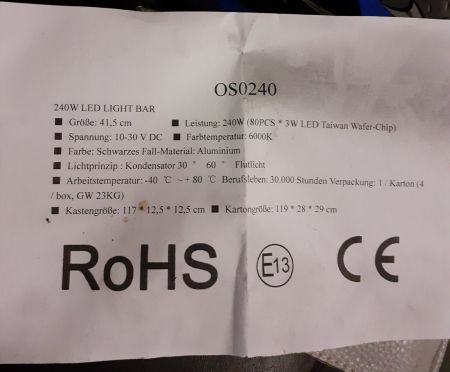 OS0240
240W LED LIGHT BAR
■ Größe: 41,5 cm ■ Leistung: 240W (80PCS * 3W LED Taiwan Wafer-Chip)
■ Spannung: 10-30 V DC ■ Farbtemperatur: 6000K
■ Farbe: Schwarzes Fall-Material: Aluminium
■ Lichtprinzip : Kondensator 30 ° 60 ° Flutlicht
■ Arbeitstemperatur: -40 ℃ ~ + 80 ℃ Berufsleben: 30.000 Stunden Verpackung: 1 / Karton (4
/ box, GW 23KG)
■ Kastengröße: 117 * 12,5 * 12,5 cm ■ Kartongröße: 119 * 28 * 29 cm
RoHS E13 CE